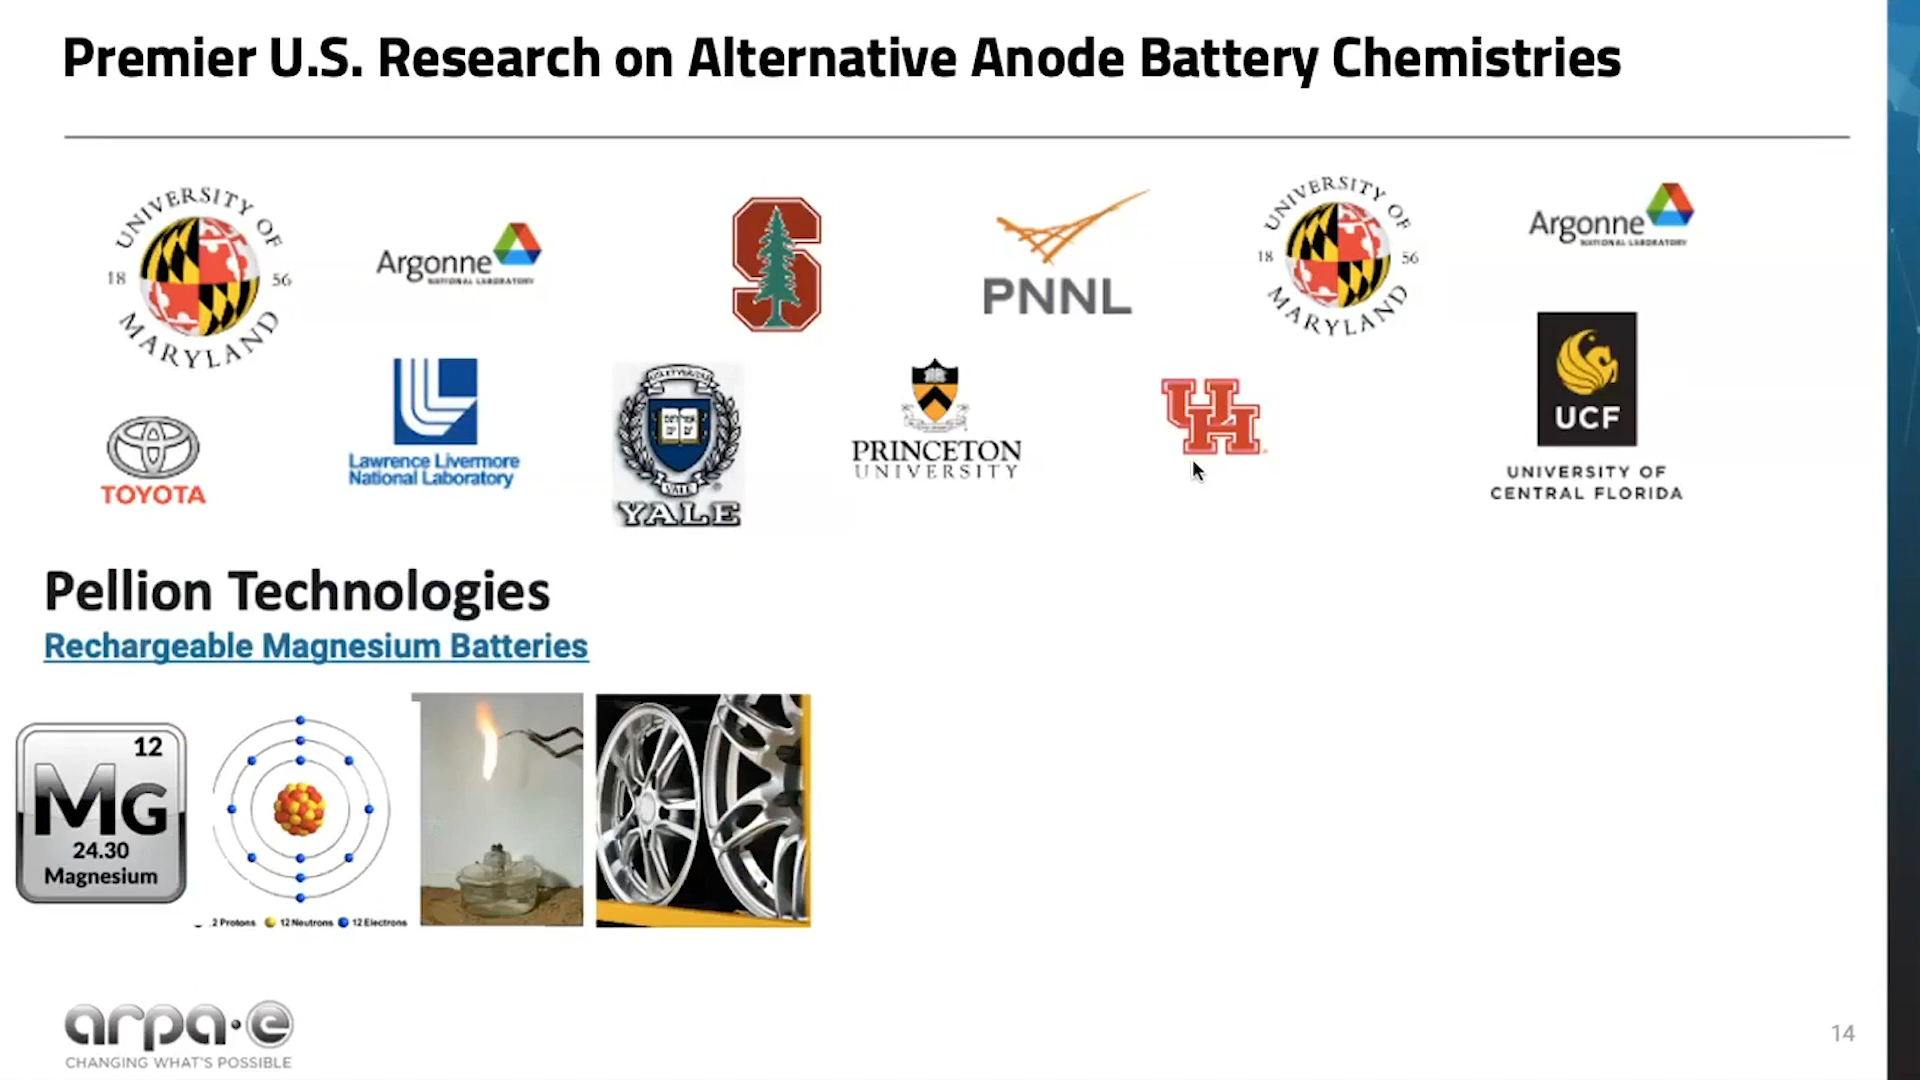 Premier U.S. Research on Alternative Anode Battery Chemistries
UNIVERSITY OF
18 56
MARYLAND
Argonne
NATIONAL LABORATORY
S
PNNL
UNIVERSITY OF
18 56
MARYLAND
Argonne
NATIONAL LABORATORY
TOYOTA
Lawrence Livermore
National Laboratory
YALE
YALE
PRINCETON
UNIVERSITY
UH
UCF
UNIVERSITY OF
CENTRAL FLORIDA
Pellion Technologies
Rechargeable Magnesium Batteries
12
MG
24.30
Magnesium
2 Protons 12 Neutrons 12 Electrons
arpa·e
CHANGING WHAT'S POSSIBLE
14